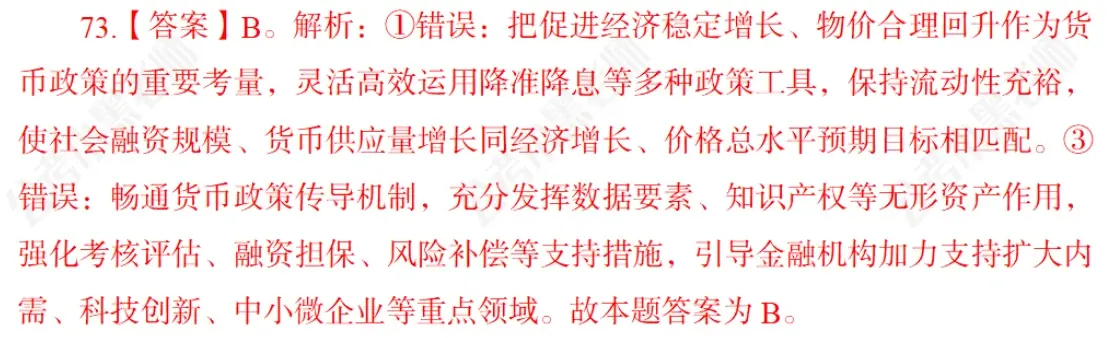 73.【答案】B。解析：①错误：把促进经济稳定增长、物价合理回升作为货
币政策的重要考量，灵活高效运用降准降息等多种政策工具，保持流动性充裕，
使社会融资规模、货币供应量增长同经济增长、价格总水平预期目标相匹配。③
错误：畅通货币政策传导机制，充分发挥数据要素、知识产权等无形资产作用，
强化考核评估、融资担保、风险补偿等支持措施，引导金融机构加力支持扩大内
需、科技创新、中小微企业等重点领域。故本题答案为 B。